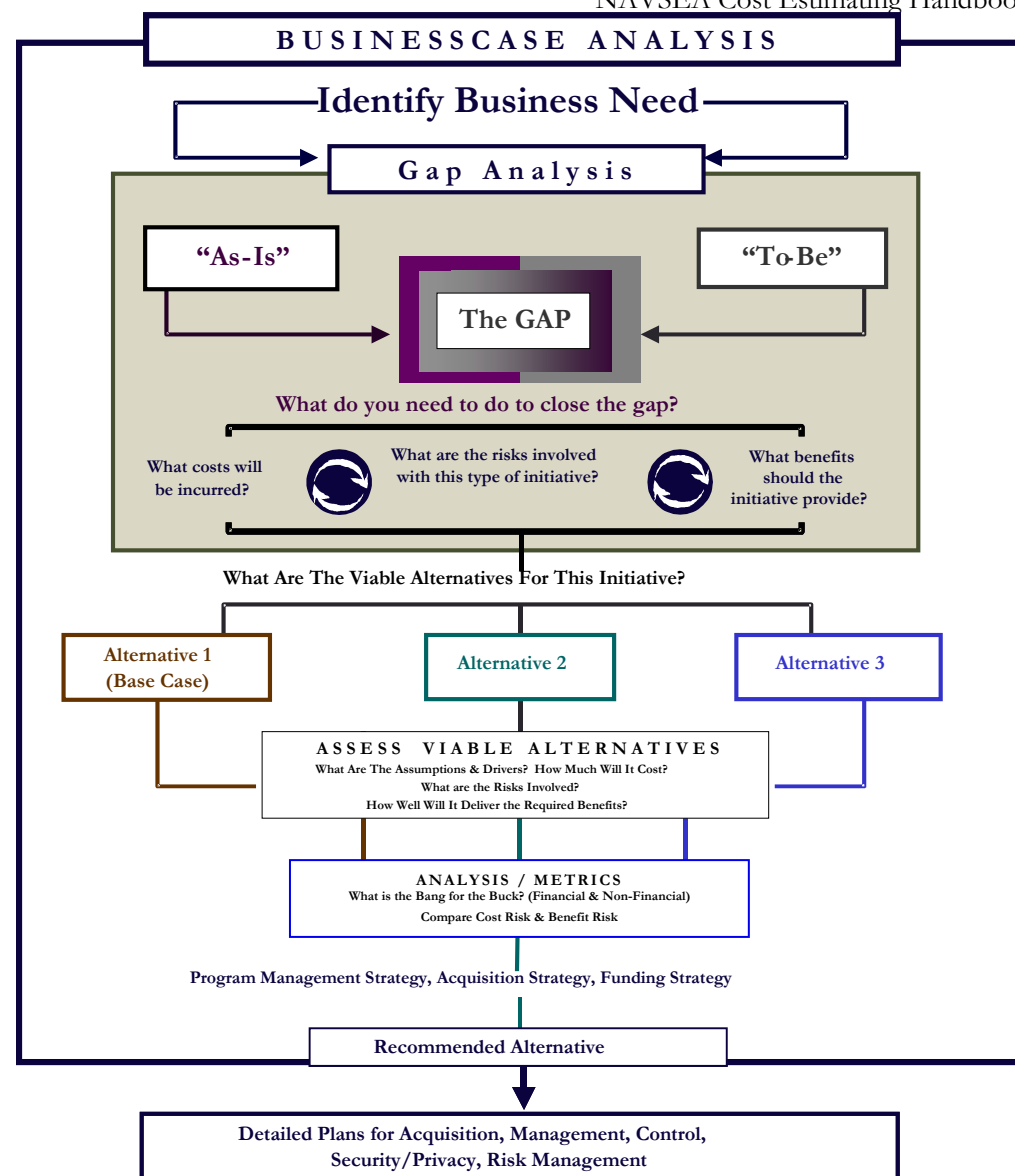 NAVSEA Cost Estimating Handboo
BUSINESSCASE ANALYSIS
Identify Business Need
Gap Analysis
“As-Is”
“To-Be”
The GAP
What do you need to do to close the gap?
What costs will
be incurred?
What are the risks involved
with this type of initiative?
What benefits
should the
initiative provide?
What Are The Viable Alternatives For This Initiative?
Alternative 1
(Base Case)
Alternative 2
Alternative 3
ASSESS VIABLE ALTERNATIVES
What Are The Assumptions & Drivers? How Much Will It Cost?
What are the Risks Involved?
How Well Will It Deliver the Required Benefits?
ANALYSIS / METRICS
What is the Bang for the Buck? (Financial & Non-Financial)
Compare Cost Risk & Benefit Risk
Program Management Strategy, Acquisition Strategy, Funding Strategy
Recommended Alternative
Detailed Plans for Acquisition, Management, Control,
Security/Privacy, Risk Management